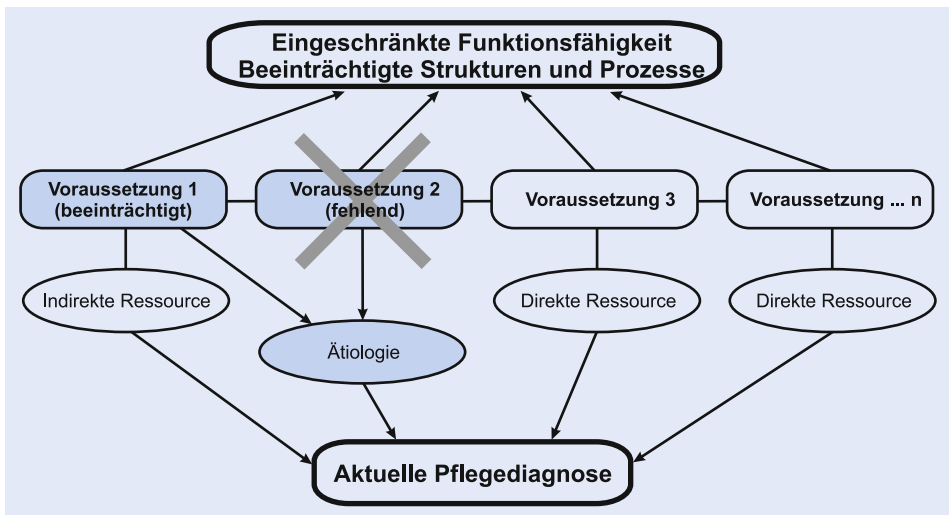 Eingeschränkte Funktionsfähigkeit
Beeinträchtigte Strukturen und Prozesse
Voraussetzung 1
(beeinträchtigt)
Voraussetzung 2
(fehlend)
Voraussetzung 3
Voraussetzung ... n
Indirekte Ressource
Direkte Ressource
Direkte Ressource
Ätiologie
Aktuelle Pflegediagnose